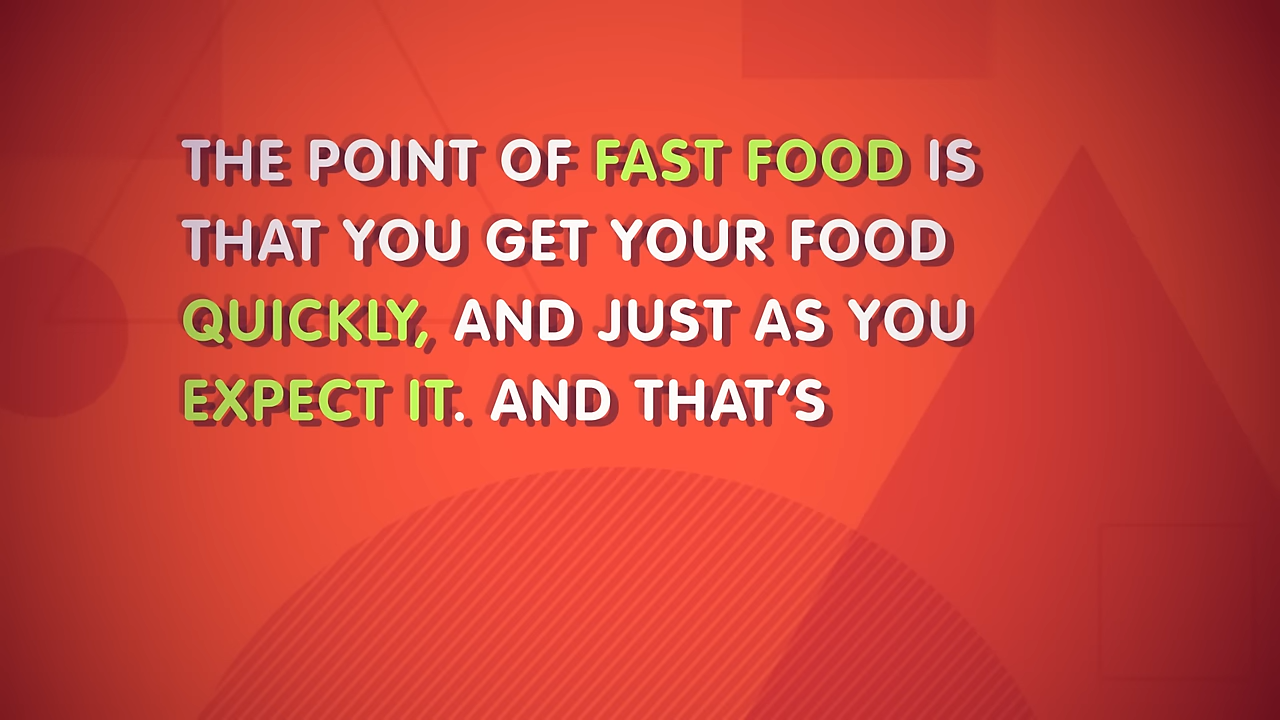 THE POINT OF FAST FOOD IS
THAT YOU GET YOUR FOOD
QUICKLY, AND JUST AS YOU
EXPECT IT. AND THAT'S